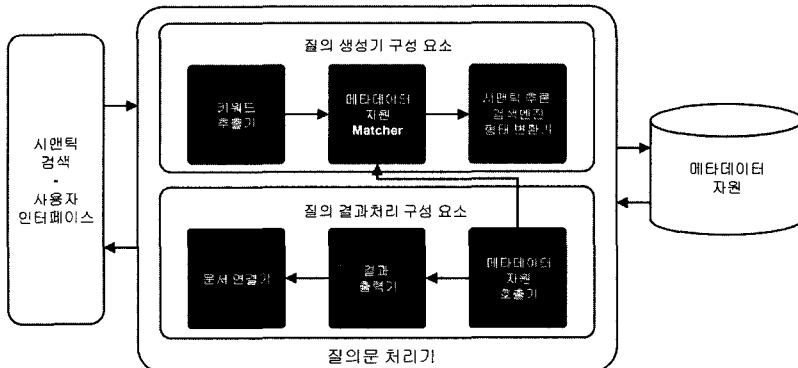 시맨틱
검색
-
사용자
인터페이스
질의 생성기 구성 요소
키워드
추출기
메타데이터
자원
Matcher
시맨틱 추론
검색엔진
형태 변환기
질의 결과처리 구성 요소
문서 연결기
결과
출력기
메타데이터
자원
호출기
질의문 처리기
메타데이터
자원